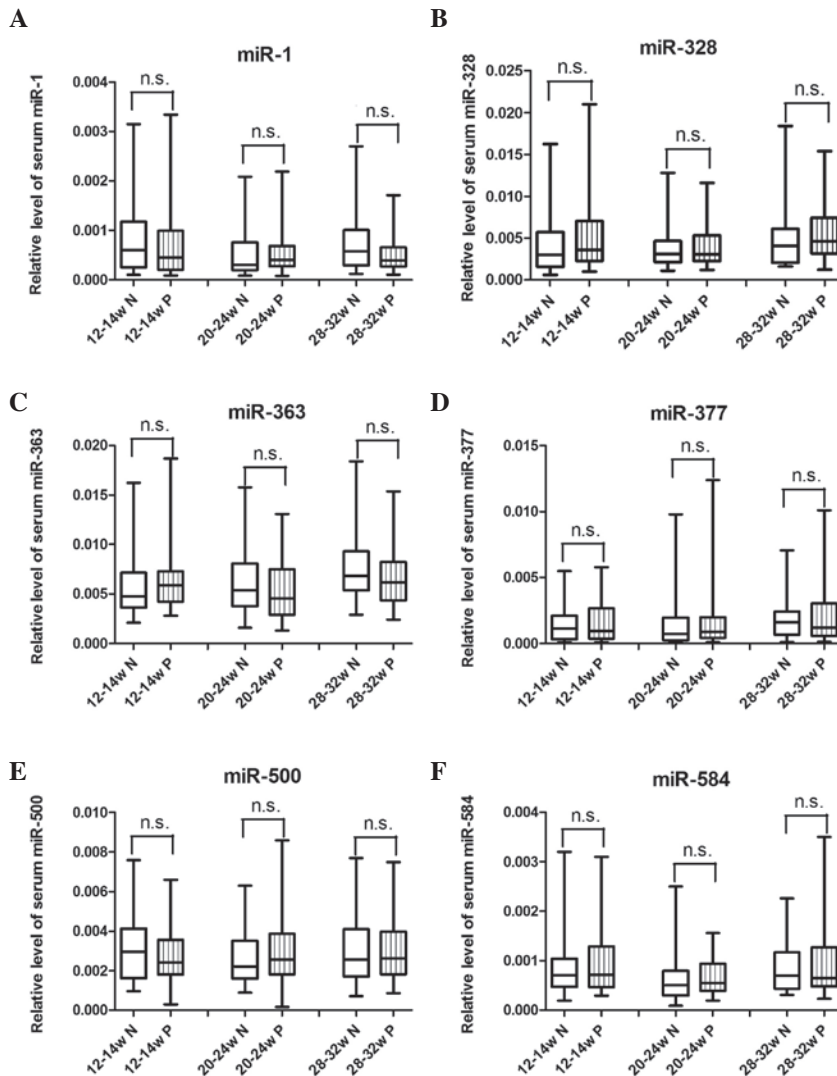 A
miR-1
Relative level of serum miR-1
0.004
0.003
0.002
0.001
0.000
n.s.
n.s.
n.s.
12-14w N
12-14w P
20-24w N
20-24w P
28-32w N
28-32w P
B
miR-328
Relative level of serum miR-328
0.025
0.020
0.015
0.010
0.005
0.000
n.s.
n.s.
n.s.
12-14w N
12-14w P
20-24w N
20-24w P
28-32w N
28-32w P
C
miR-363
Relative level of serum miR-363
0.020
0.015
0.010
0.005
0.000
n.s.
n.s.
n.s.
12-14w N
12-14w P
20-24w N
20-24w P
28-32w N
28-32w P
D
miR-377
Relative level of serum miR-377
0.015
0.010
0.005
0.000
n.s.
n.s.
n.s.
12-14w N
12-14w P
20-24w N
20-24w P
28-32w N
28-32w P
E
miR-500
Relative level of serum miR-500
0.010
0.008
0.006
0.004
0.002
0.000
n.s.
n.s.
n.s.
12-14w N
12-14w P
20-24w N
20-24w P
28-32w N
28-32w P
F
miR-584
Relative level of serum miR-584
0.004
0.003
0.002
0.001
0.000
n.s.
n.s.
n.s.
12-14w N
12-14w P
20-24w N
20-24w P
28-32w N
28-32w P